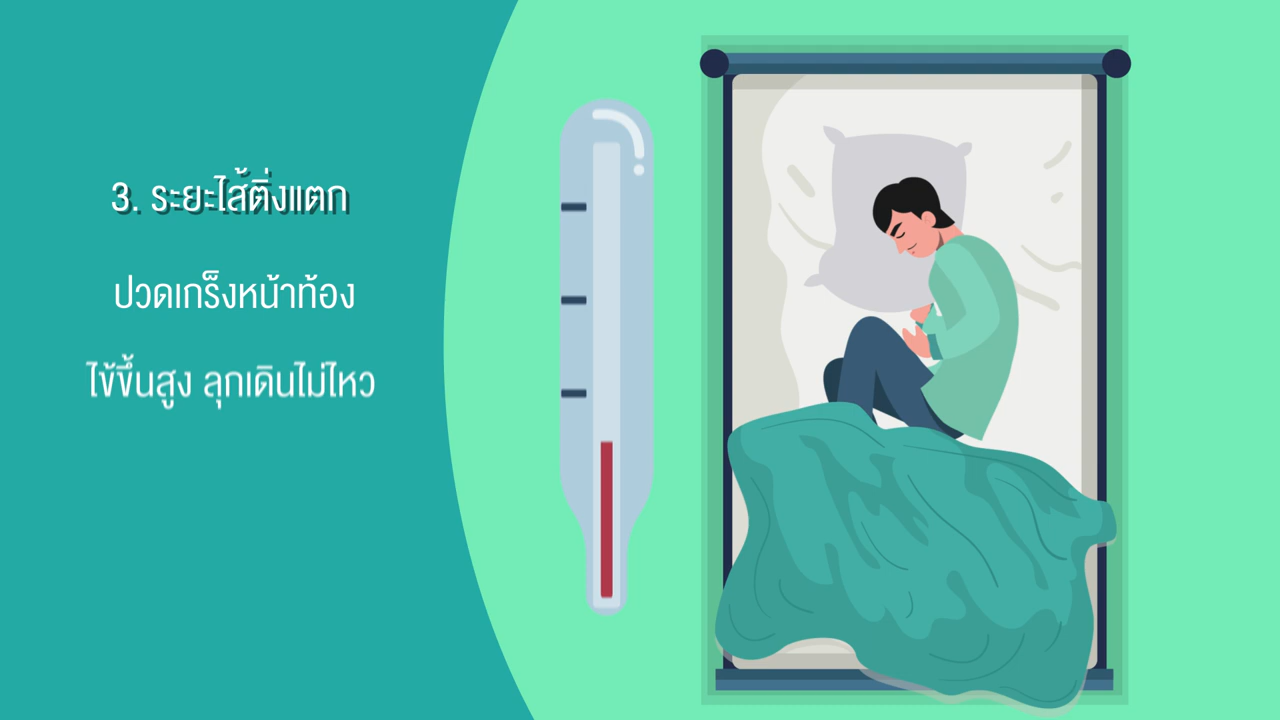 3. ระยะไส้ติ่งแตก
ปวดเกร็งหน้าท้อง
ไข้ขึ้นสูง ลุกเดินไม่ไหว